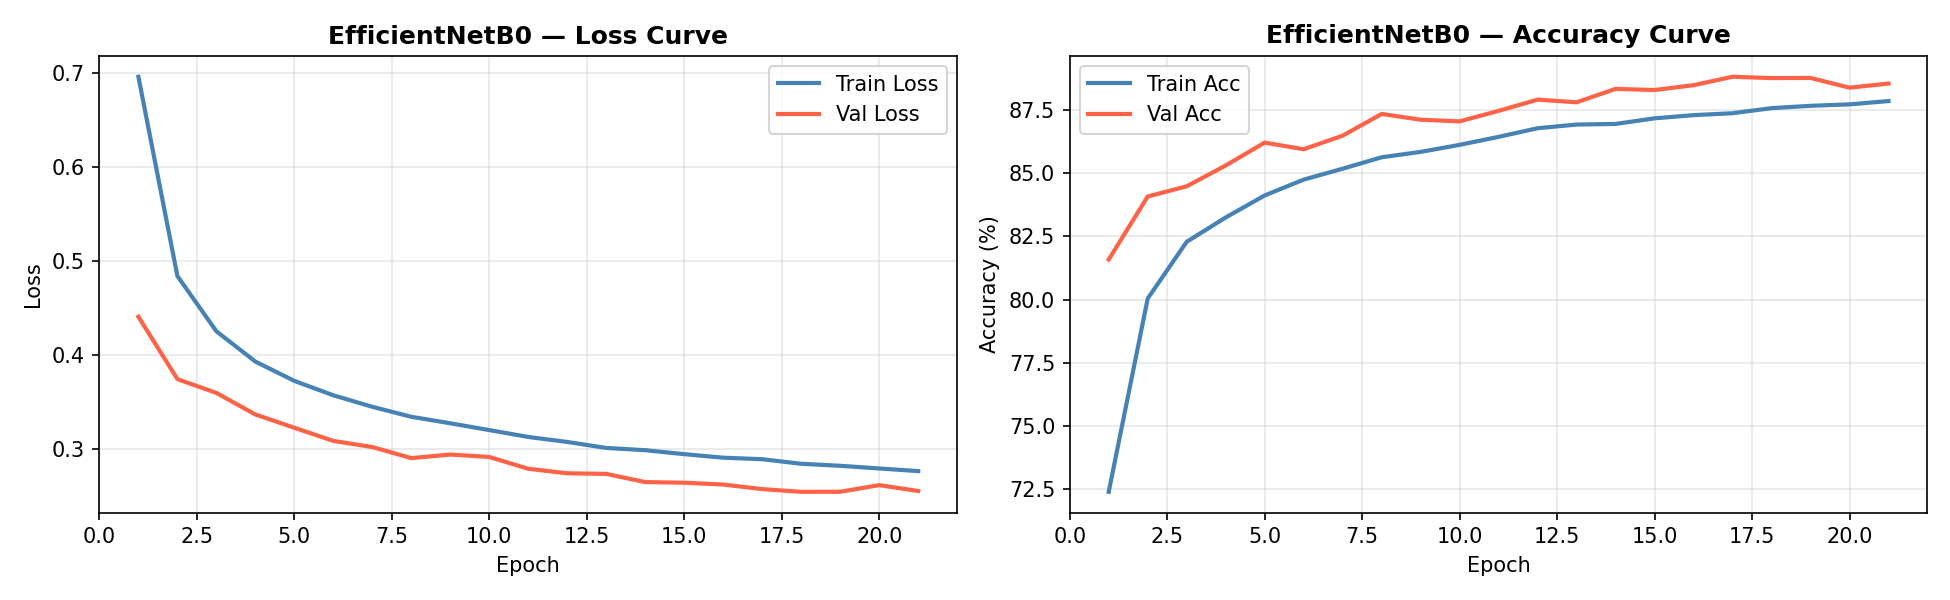 EfficientNetB0 — Loss Curve
Loss
0.7
0.6
0.5
0.4
0.3
Train Loss
Val Loss
0.0 2.5 5.0 7.5 10.0 12.5 15.0 17.5 20.0
Epoch
EfficientNetB0 — Accuracy Curve
Accuracy (%)
87.5
85.0
82.5
80.0
77.5
75.0
72.5
Train Acc
Val Acc
0.0 2.5 5.0 7.5 10.0 12.5 15.0 17.5 20.0
Epoch